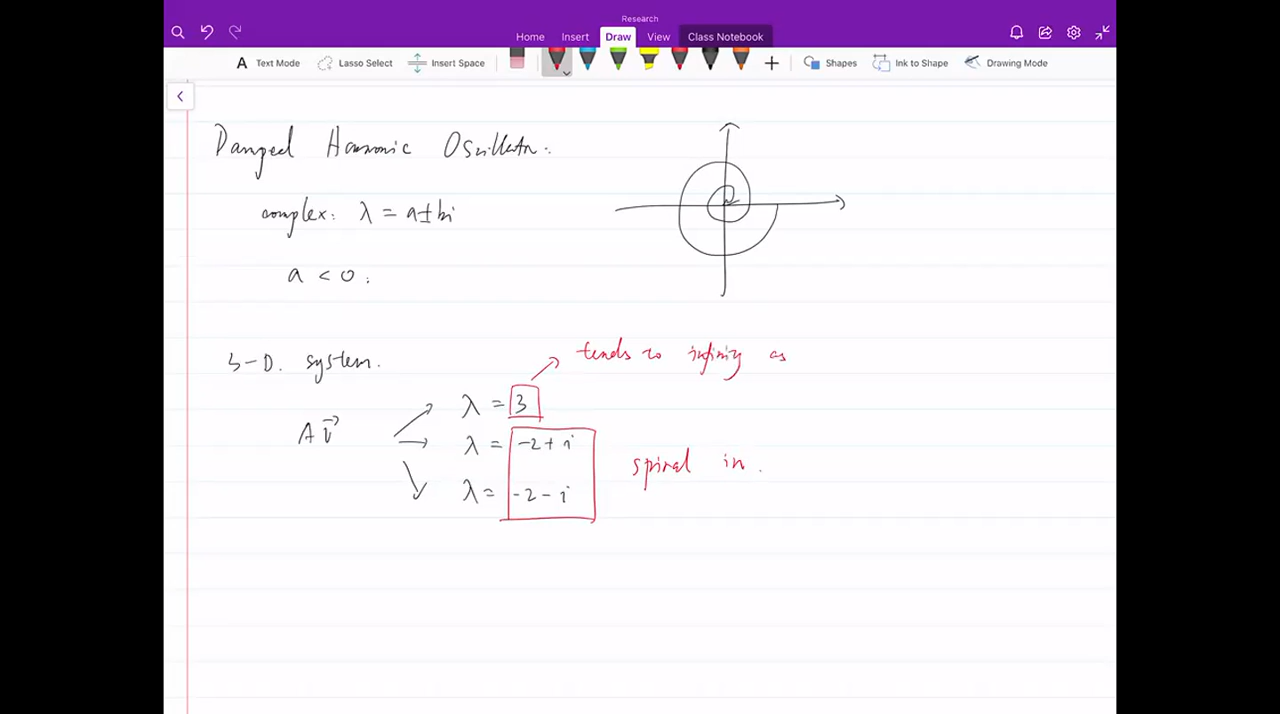 Research
Home Insert Draw View Class Notebook
A Text Mode Lasso Select Insert Space Shapes Ink to Shape Drawing Mode
Damped Harmonic Oscillator.
complex: λ = a±bi
a < 0.
3-D. system.
tends to infinity as
λ = 3
A v⃗
λ = -2 + i
spiral in.
λ = -2 - i